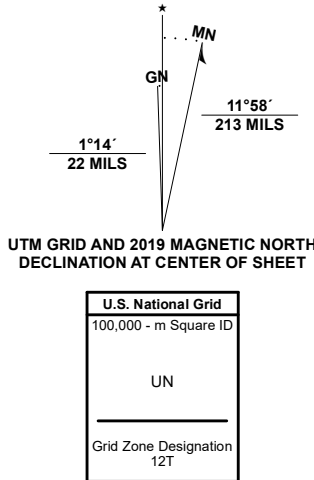 ★
MN
GN
11°58´
213 MILS
1°14´
22 MILS
UTM GRID AND 2019 MAGNETIC NORTH
DECLINATION AT CENTER OF SHEET
U.S. National Grid
100,000 - m Square ID
UN
Grid Zone Designation
12T